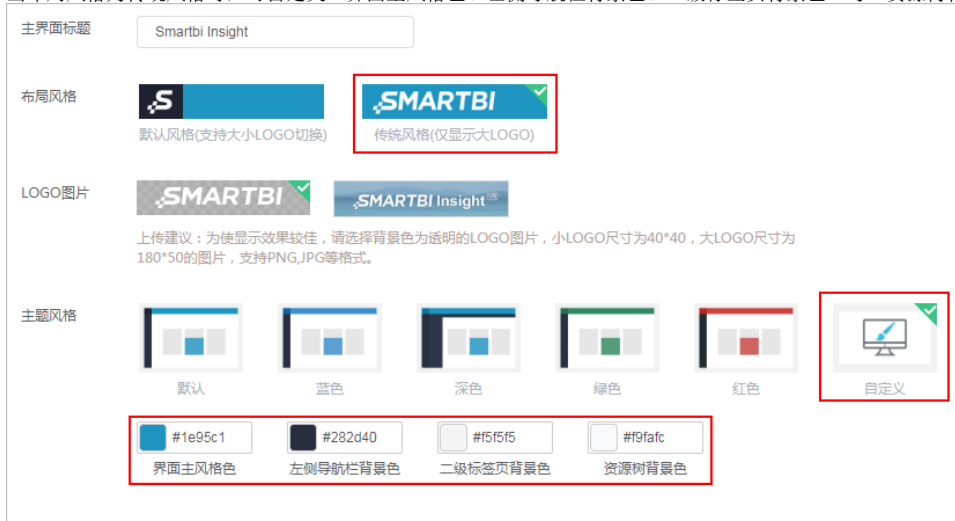 主界面标题
Smartbi Insight
布局风格
S
SMARTBI
默认风格(支持大小LOGO切换)
传统风格(仅显示大LOGO)
LOGO图片
SMARTBI
SMARTBI Insight
上传建议：为使显示效果较佳，请选择背景色为透明的LOGO图片，小LOGO尺寸为40*40，大LOGO尺寸为
180*50的图片，支持PNG,JPG等格式。
主题风格
默认
蓝色
深色
绿色
红色
自定义
#1e95c1
#282d40
#f5f5f5
#f9fafc
界面主风格色
左侧导航栏背景色
二级标签页背景色
资源树背景色